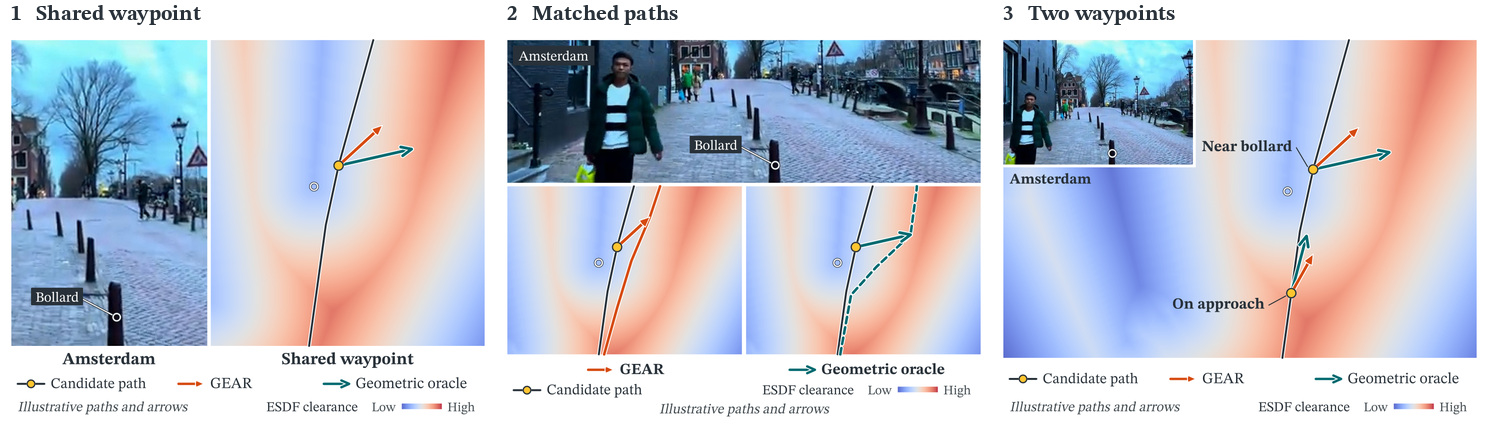 1 Shared waypoint
Bollard
Amsterdam
Shared waypoint
Candidate path
GEAR
Geometric oracle
Illustrative paths and arrows
ESDF clearance Low High
2 Matched paths
Amsterdam
Bollard
GEAR
Geometric oracle
Candidate path
ESDF clearance Low High
Illustrative paths and arrows
3 Two waypoints
Amsterdam
Near bollard
On approach
Candidate path
GEAR
Geometric oracle
Illustrative paths and arrows
ESDF clearance Low High